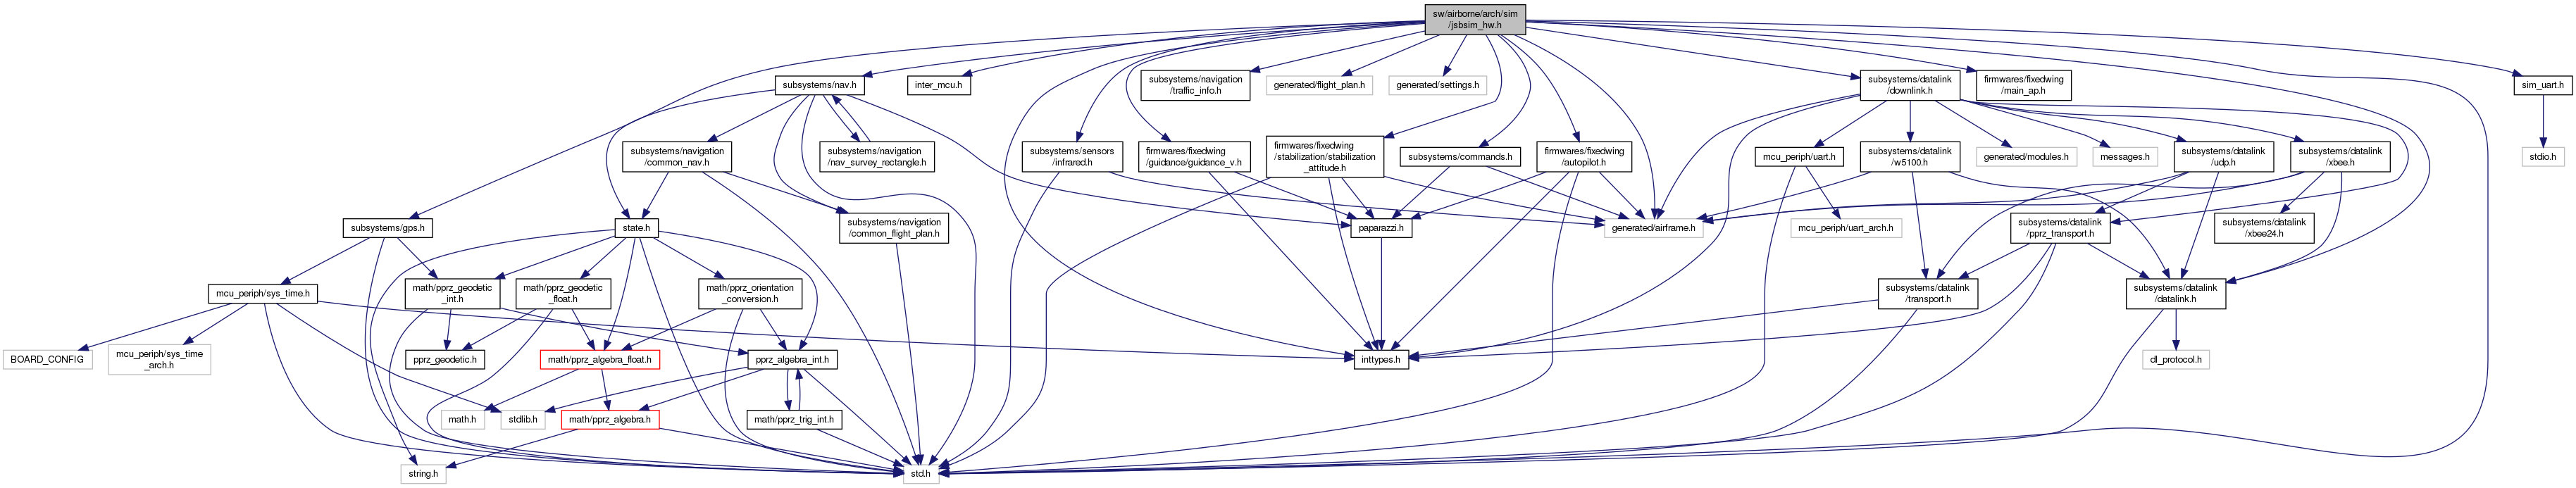 sw/airborne/arch/sim
/jsbsim_hw.h
subsystems/nav.h
inter_mcu.h
subsystems/navigation
/traffic_info.h
generated/flight_plan.h
generated/settings.h
subsystems/datalink
/downlink.h
firmwares/fixedwing
/main_ap.h
sim_uart.h
subsystems/navigation
/common_nav.h
subsystems/navigation
/nav_survey_rectangle.h
subsystems/sensors
/infrared.h
firmwares/fixedwing
/guidance/guidance_v.h
firmwares/fixedwing
/stabilization/stabilization
_attitude.h
subsystems/commands.h
firmwares/fixedwing
/autopilot.h
mcu_periph/uart.h
subsystems/datalink
/w5100.h
generated/modules.h
messages.h
subsystems/datalink
/udp.h
subsystems/datalink
/xbee.h
stdio.h
subsystems/gps.h
state.h
subsystems/navigation
/common_flight_plan.h
paparazzi.h
generated/airframe.h
mcu_periph/uart_arch.h
subsystems/datalink
/pprz_transport.h
subsystems/datalink
/xbee24.h
mcu_periph/sys_time.h
math/pprz_geodetic
_int.h
math/pprz_geodetic
_float.h
math/pprz_orientation
_conversion.h
subsystems/datalink
/transport.h
subsystems/datalink
/datalink.h
BOARD_CONFIG
mcu_periph/sys_time
_arch.h
pprz_geodetic.h
math/pprz_algebra_float.h
pprz_algebra_int.h
inttypes.h
dl_protocol.h
math.h
stdlib.h
math/pprz_algebra.h
math/pprz_trig_int.h
string.h
std.h